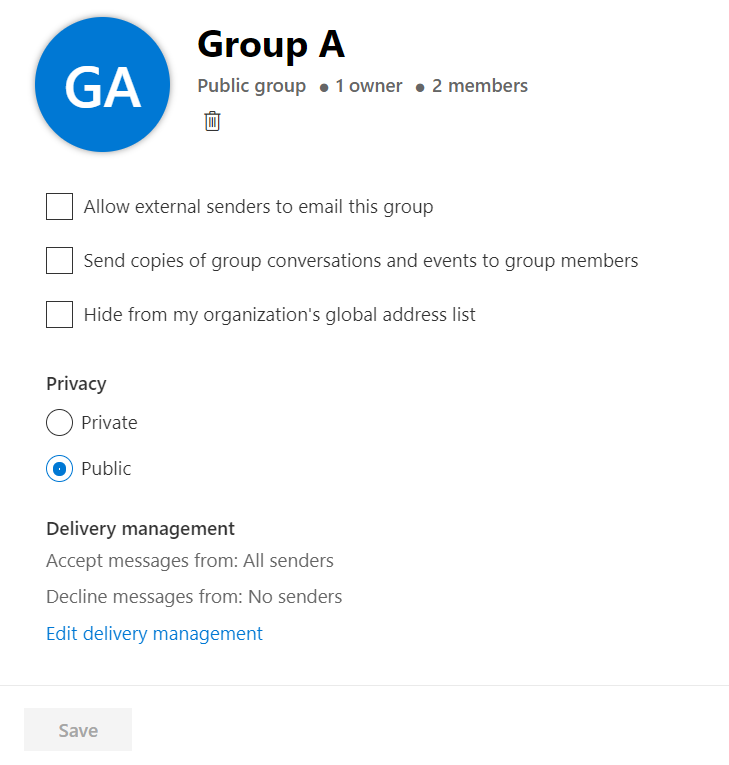 GA
Group A
Public group ● 1 owner ● 2 members
Allow external senders to email this group
Send copies of group conversations and events to group members
Hide from my organization's global address list
Privacy
Private
Public
Delivery management
Accept messages from: All senders
Decline messages from: No senders
Edit delivery management
Save